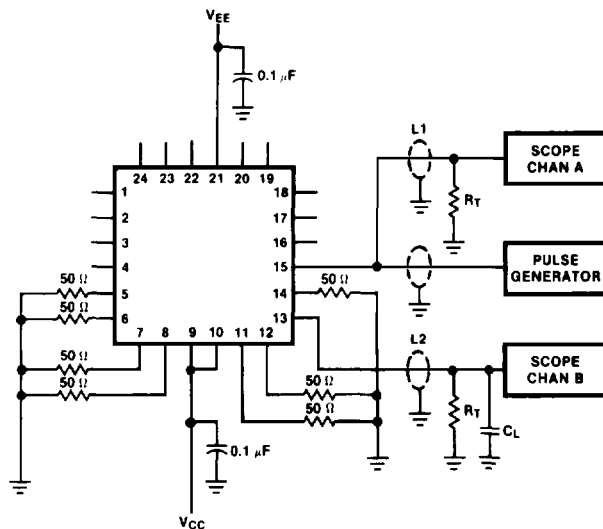 VEE
0.1 μF
L1
SCOPE
CHAN A
RT
24 23 22 21 20 19
1
2
3
4
5
6
18
17
16
15
14
13
7 8 9 10 11 12
PULSE
GENERATOR
50 Ω
50 Ω
50 Ω
50 Ω
50 Ω
50 Ω
50 Ω
L2
SCOPE
CHAN B
RT
CL
0.1 μF
VCC